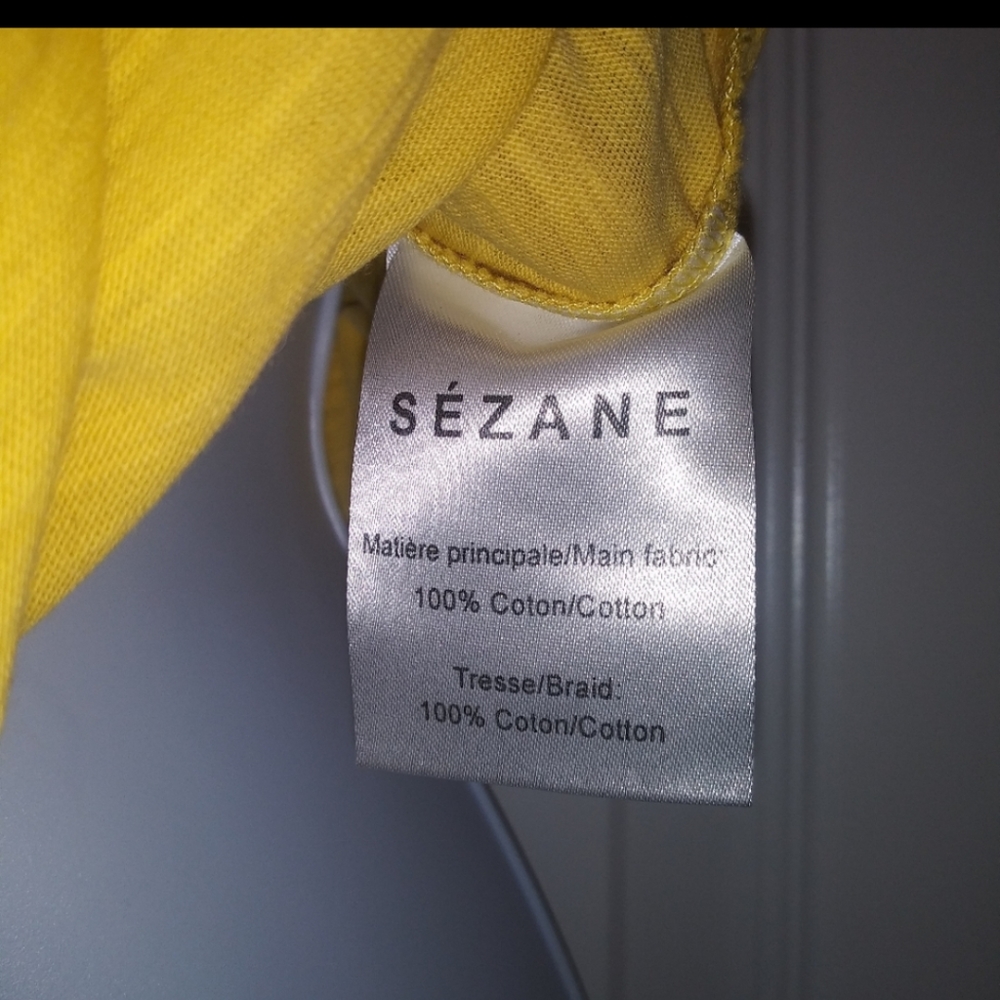 SÉZANE
Matière principale/Main fabric:
100% Coton/Cotton
Tresse/Braid:
100% Coton/Cotton